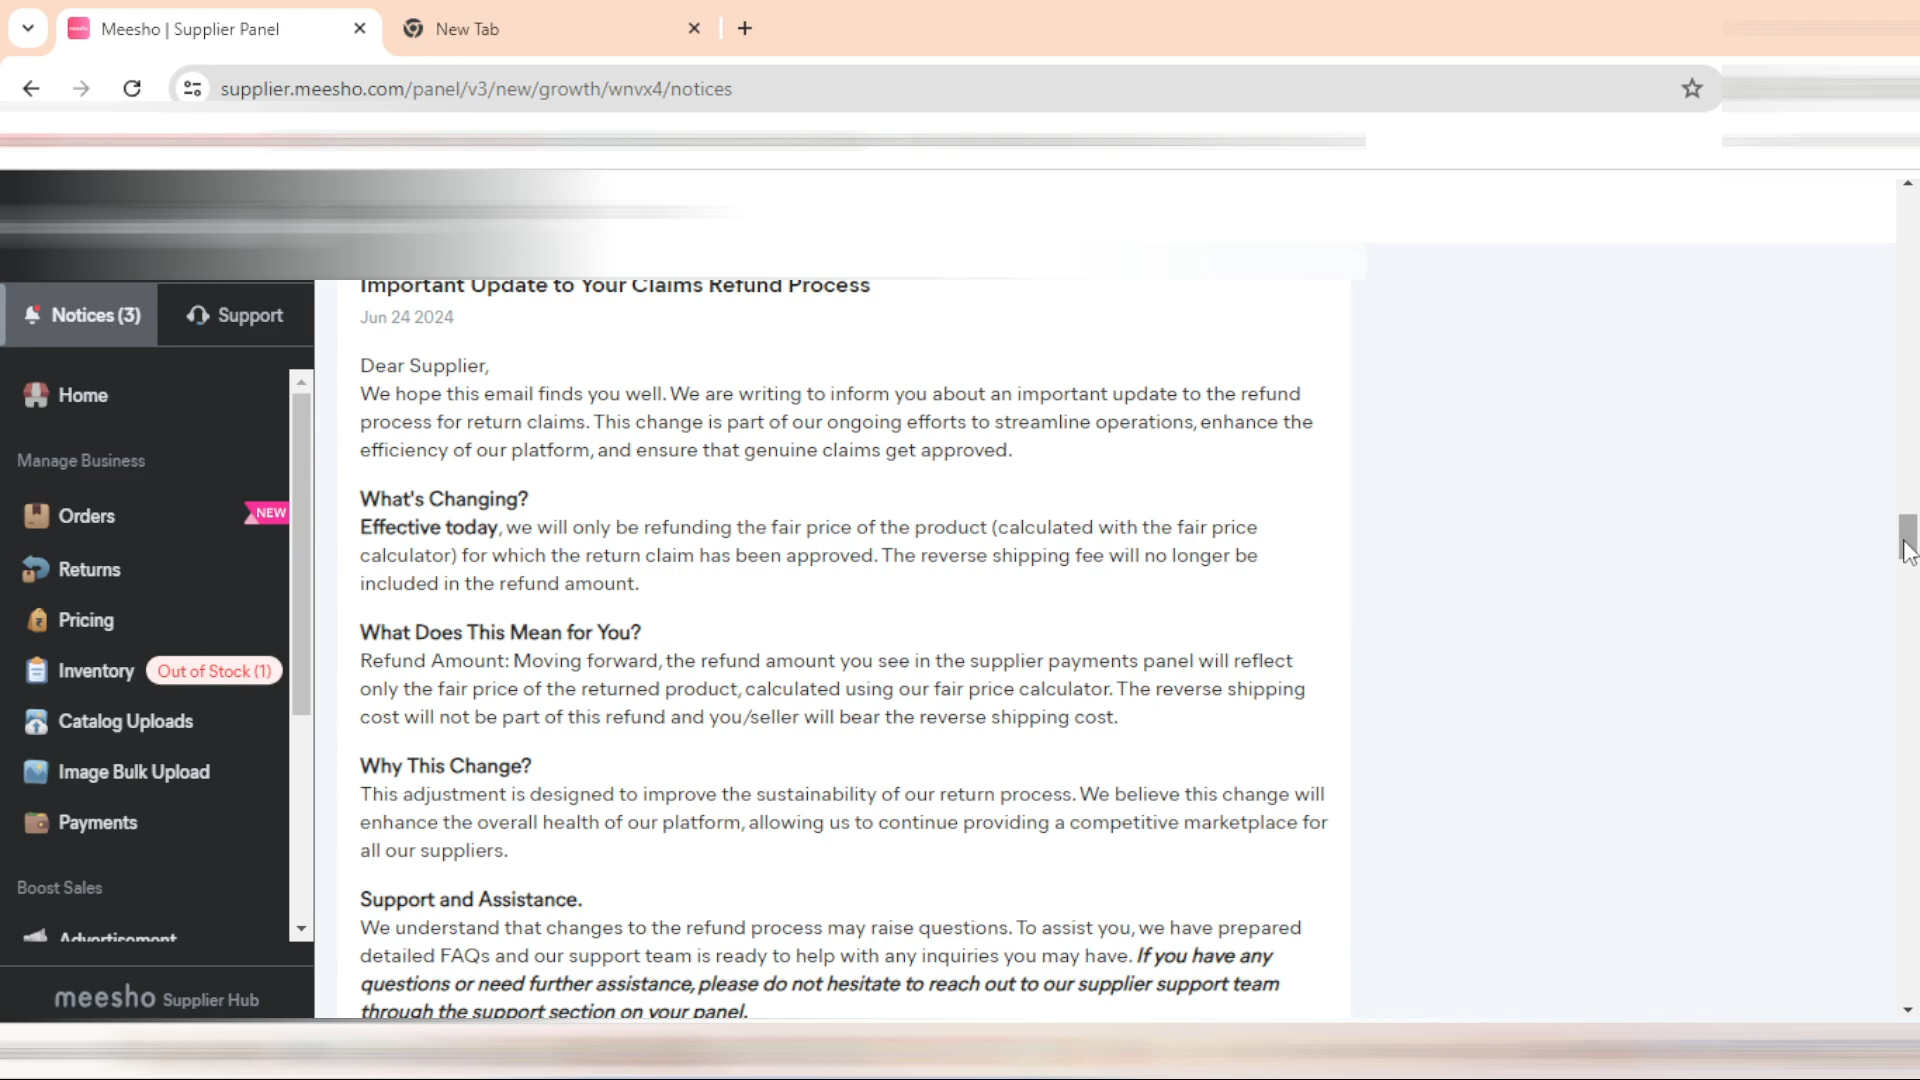 Meesho | Supplier Panel
New Tab
supplier.meesho.com/panel/v3/new/growth/wnvx4/notices
Important Update to Your Claims Refund Process
Notices (3)
Support
Jun 24 2024
Dear Supplier,
We hope this email finds you well. We are writing to inform you about an important update to the refund
process for return claims. This change is part of our ongoing efforts to streamline operations, enhance the
efficiency of our platform, and ensure that genuine claims get approved.
What's Changing?
Effective today, we will only be refunding the fair price of the product (calculated with the fair price
calculator) for which the return claim has been approved. The reverse shipping fee will no longer be
included in the refund amount.
What Does This Mean for You?
Refund Amount: Moving forward, the refund amount you see in the supplier payments panel will reflect
only the fair price of the returned product, calculated using our fair price calculator. The reverse shipping
cost will not be part of this refund and you/seller will bear the reverse shipping cost.
Why This Change?
This adjustment is designed to improve the sustainability of our return process. We believe this change will
enhance the overall health of our platform, allowing us to continue providing a competitive marketplace for
all our suppliers.
Support and Assistance.
We understand that changes to the refund process may raise questions. To assist you, we have prepared
detailed FAQs and our support team is ready to help with any inquiries you may have. If you have any
questions or need further assistance, please do not hesitate to reach out to our supplier support team
through the support section on your panel.
Home
Manage Business
Orders
NEW
Returns
Pricing
Inventory
Out of Stock (1)
Catalog Uploads
Image Bulk Upload
Payments
Boost Sales
Advertisement
meesho Supplier Hub